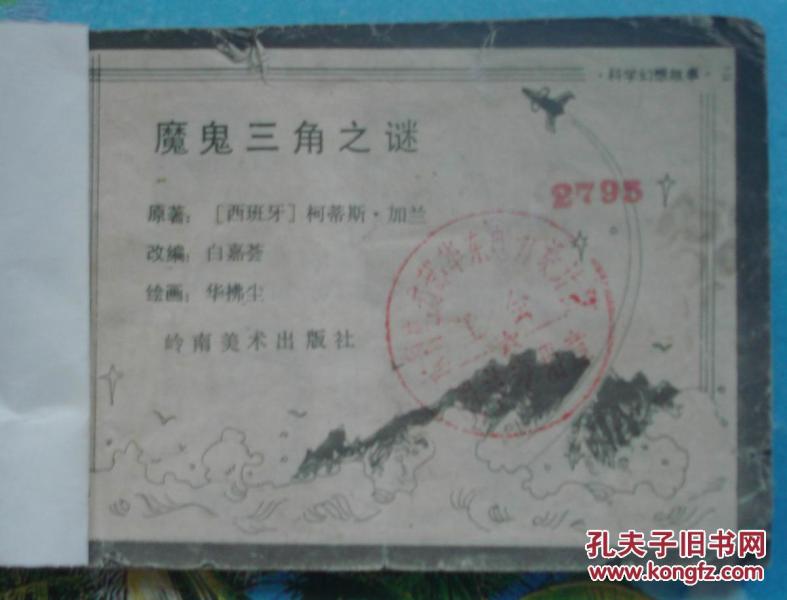 ·科学幻想故事·
魔鬼三角之谜
2795
原著：［西班牙］柯蒂斯·加兰
改编：白嘉荟
绘画：华拂尘
岭南美术出版社
工会
孔夫子旧书网
www.kongfz.com